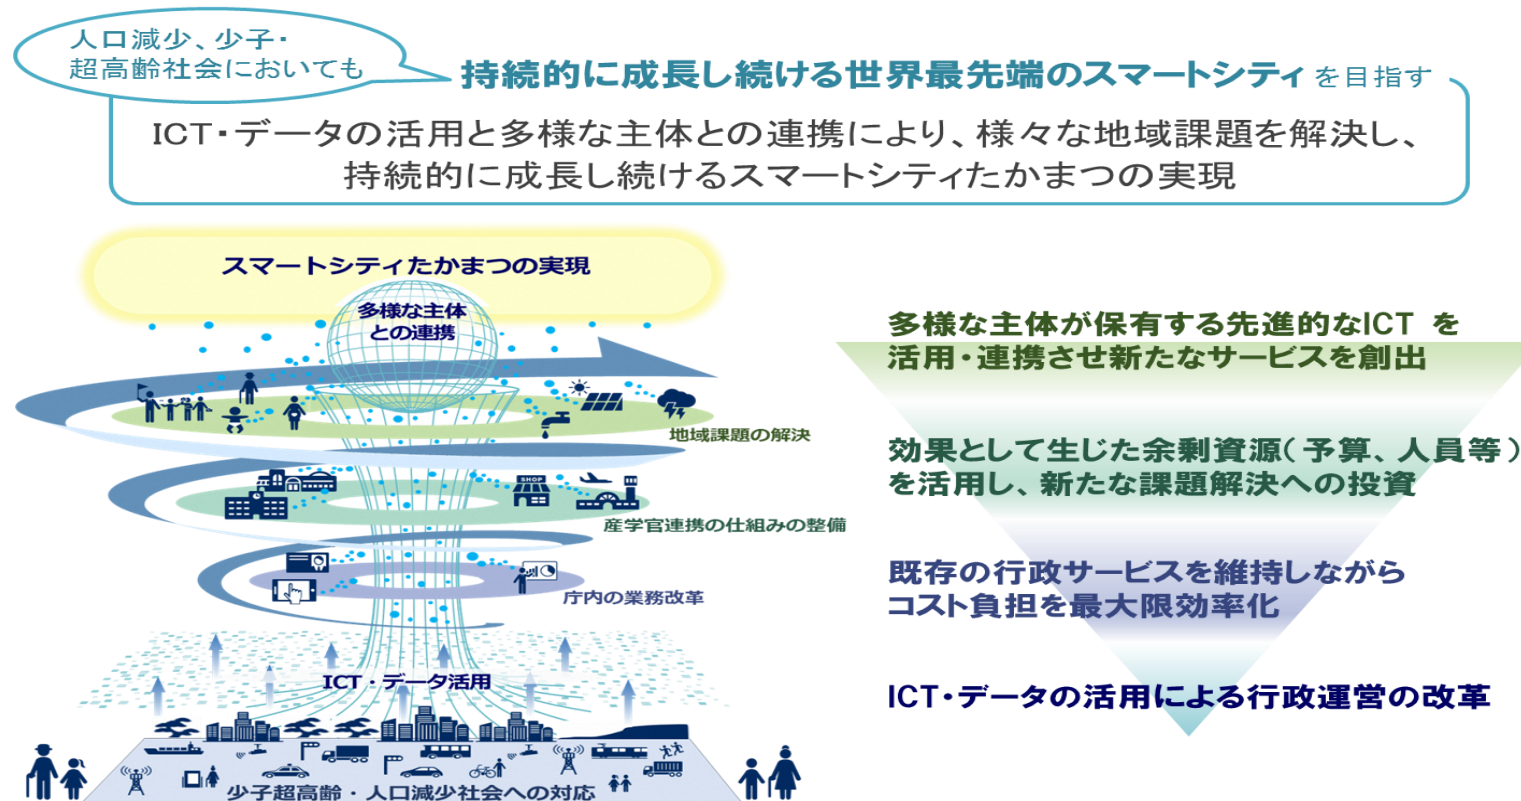 人口減少、少子・
超高齢社会においても
持続的に成長し続ける世界最先端のスマートシティを目指す
ICT・データの活用と多様な主体との連携により、様々な地域課題を解決し、
持続的に成長し続けるスマートシティたかまつの実現
スマートシティたかまつの実現
多様な主体
との連携
地域課題の解決
SHOP
産学官連携の仕組みの整備
庁内の業務改革
ICT・データ活用
少子超高齢・人口減少社会への対応
多様な主体が保有する先進的なICT を
活用・連携させ新たなサービスを創出
効果として生じた余剰資源(予算、人員等)
を活用し、新たな課題解決への投資
既存の行政サービスを維持しながら
コスト負担を最大限効率化
ICT・データの活用による行政運営の改革